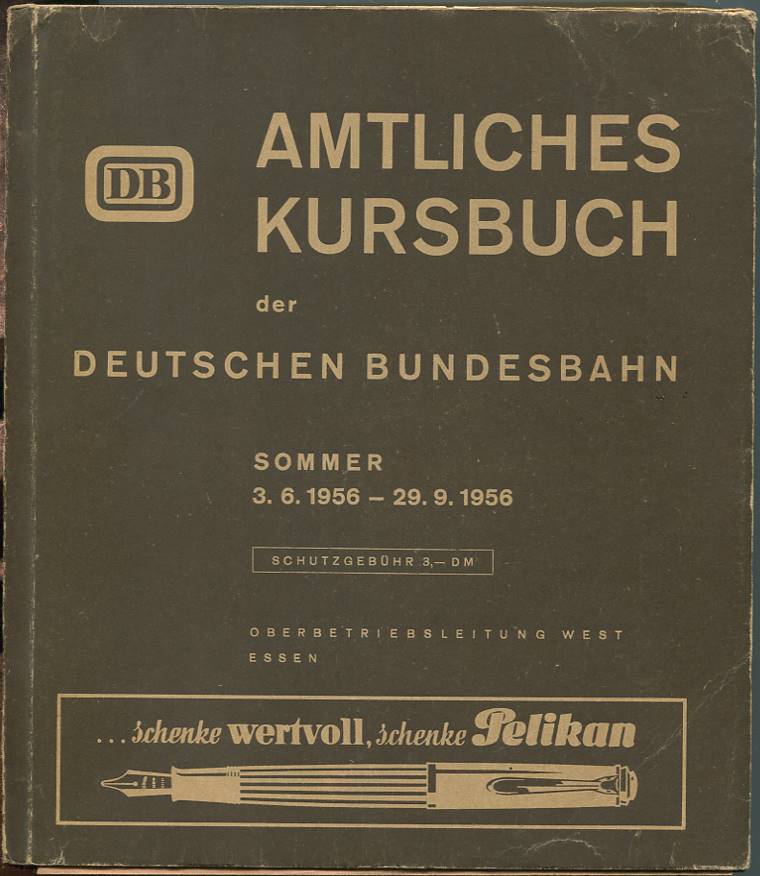 DB
AMTLICHES
KURSBUCH
der
DEUTSCHEN BUNDESBAHN
SOMMER
3. 6. 1956 – 29. 9. 1956
SCHUTZGEBÜHR 3,— DM
OBERBETRIEBSLEITUNG WEST
ESSEN
...schenke wertvoll, schenke Pelikan